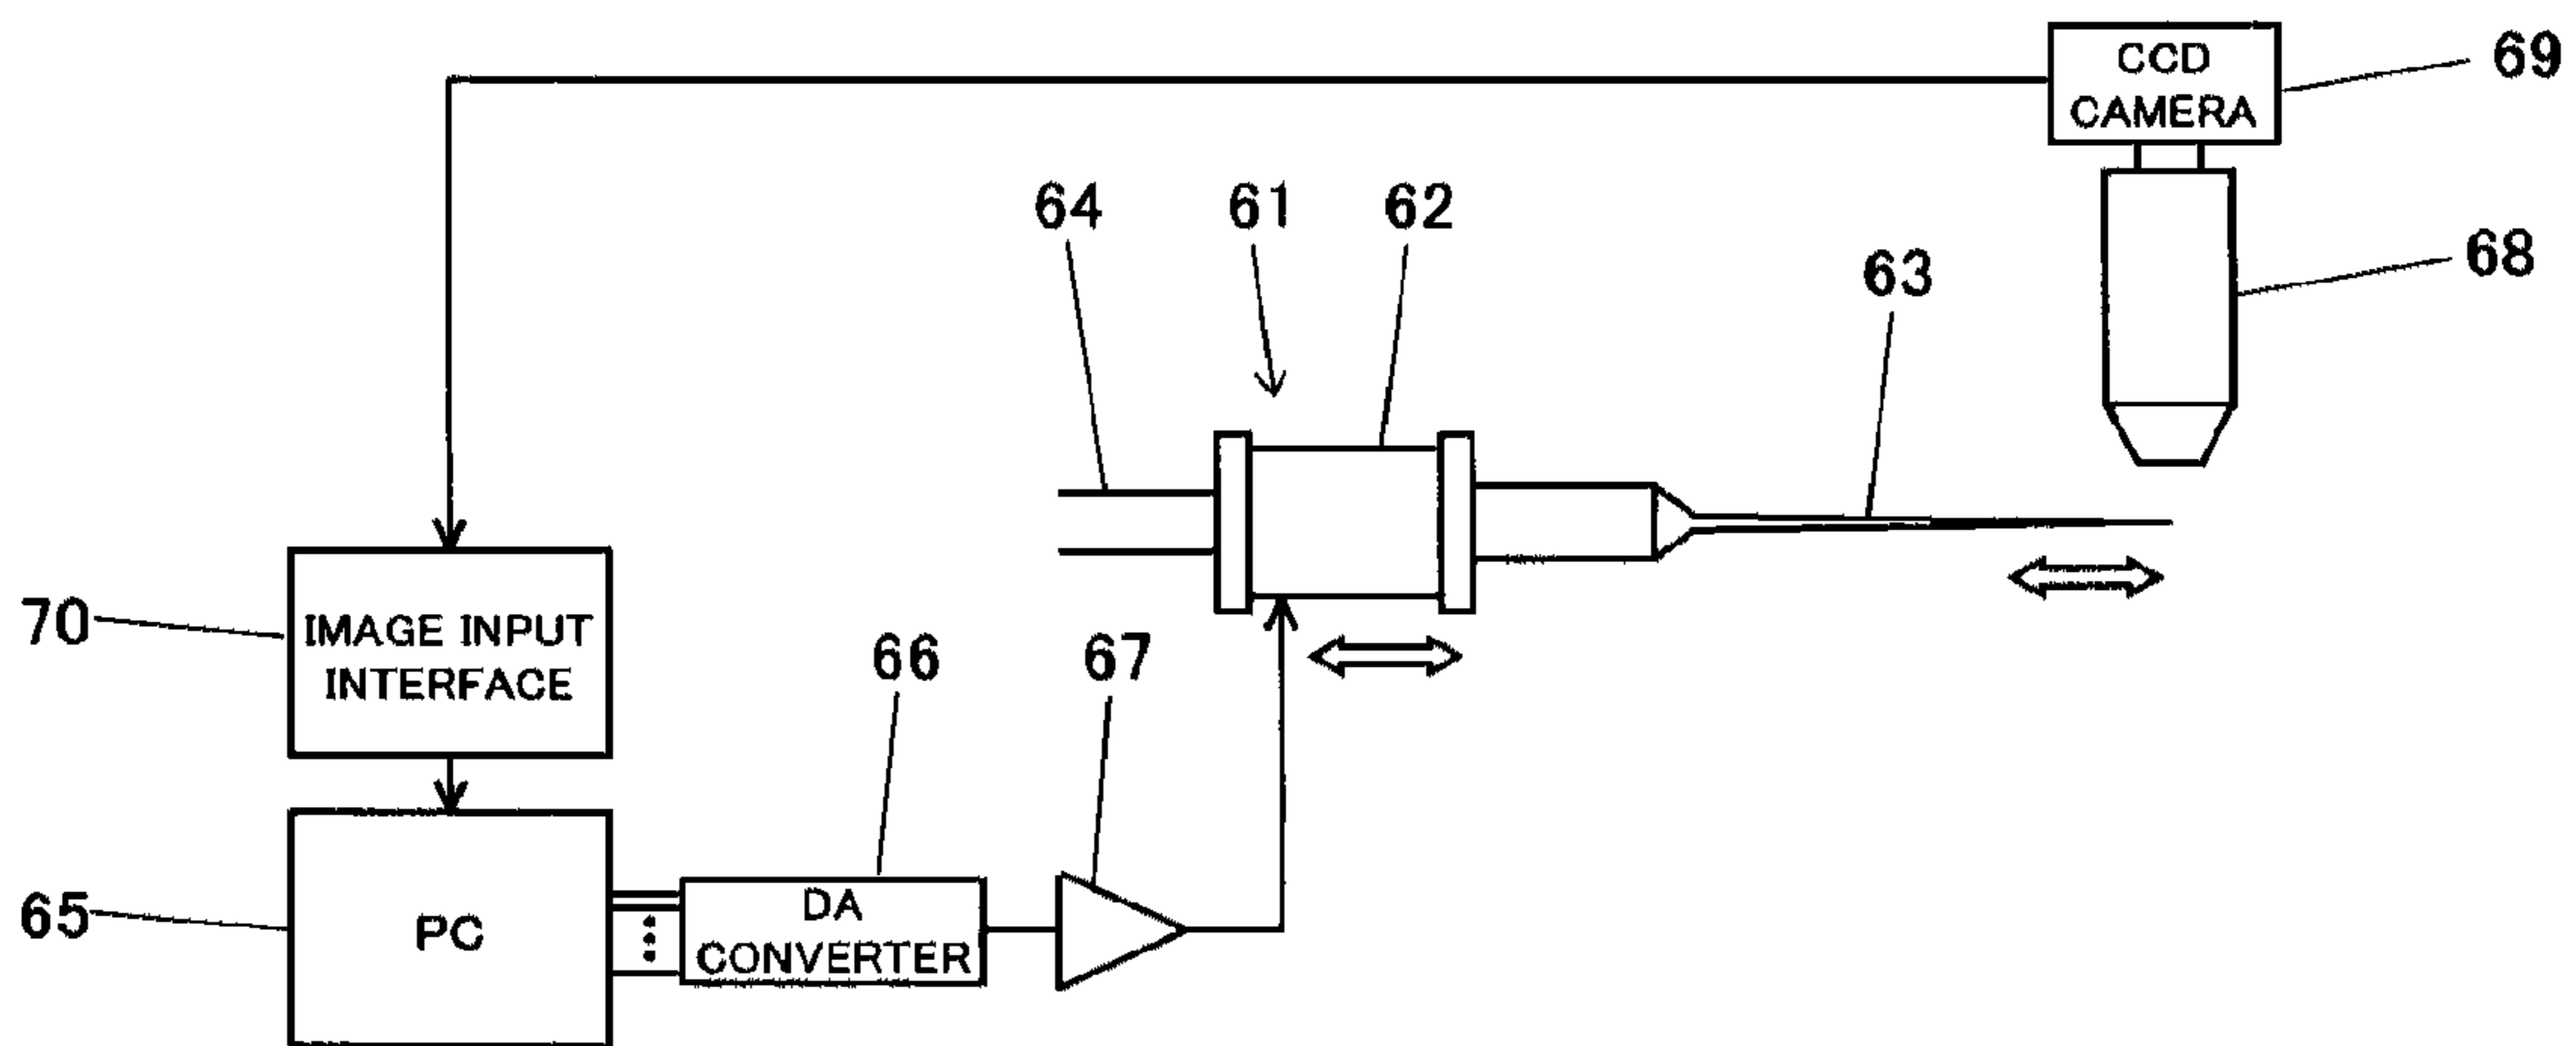 CCD
CAMERA
69
64
61
62
63
68
70
IMAGE INPUT
INTERFACE
66
67
65
PC
DA
CONVERTER